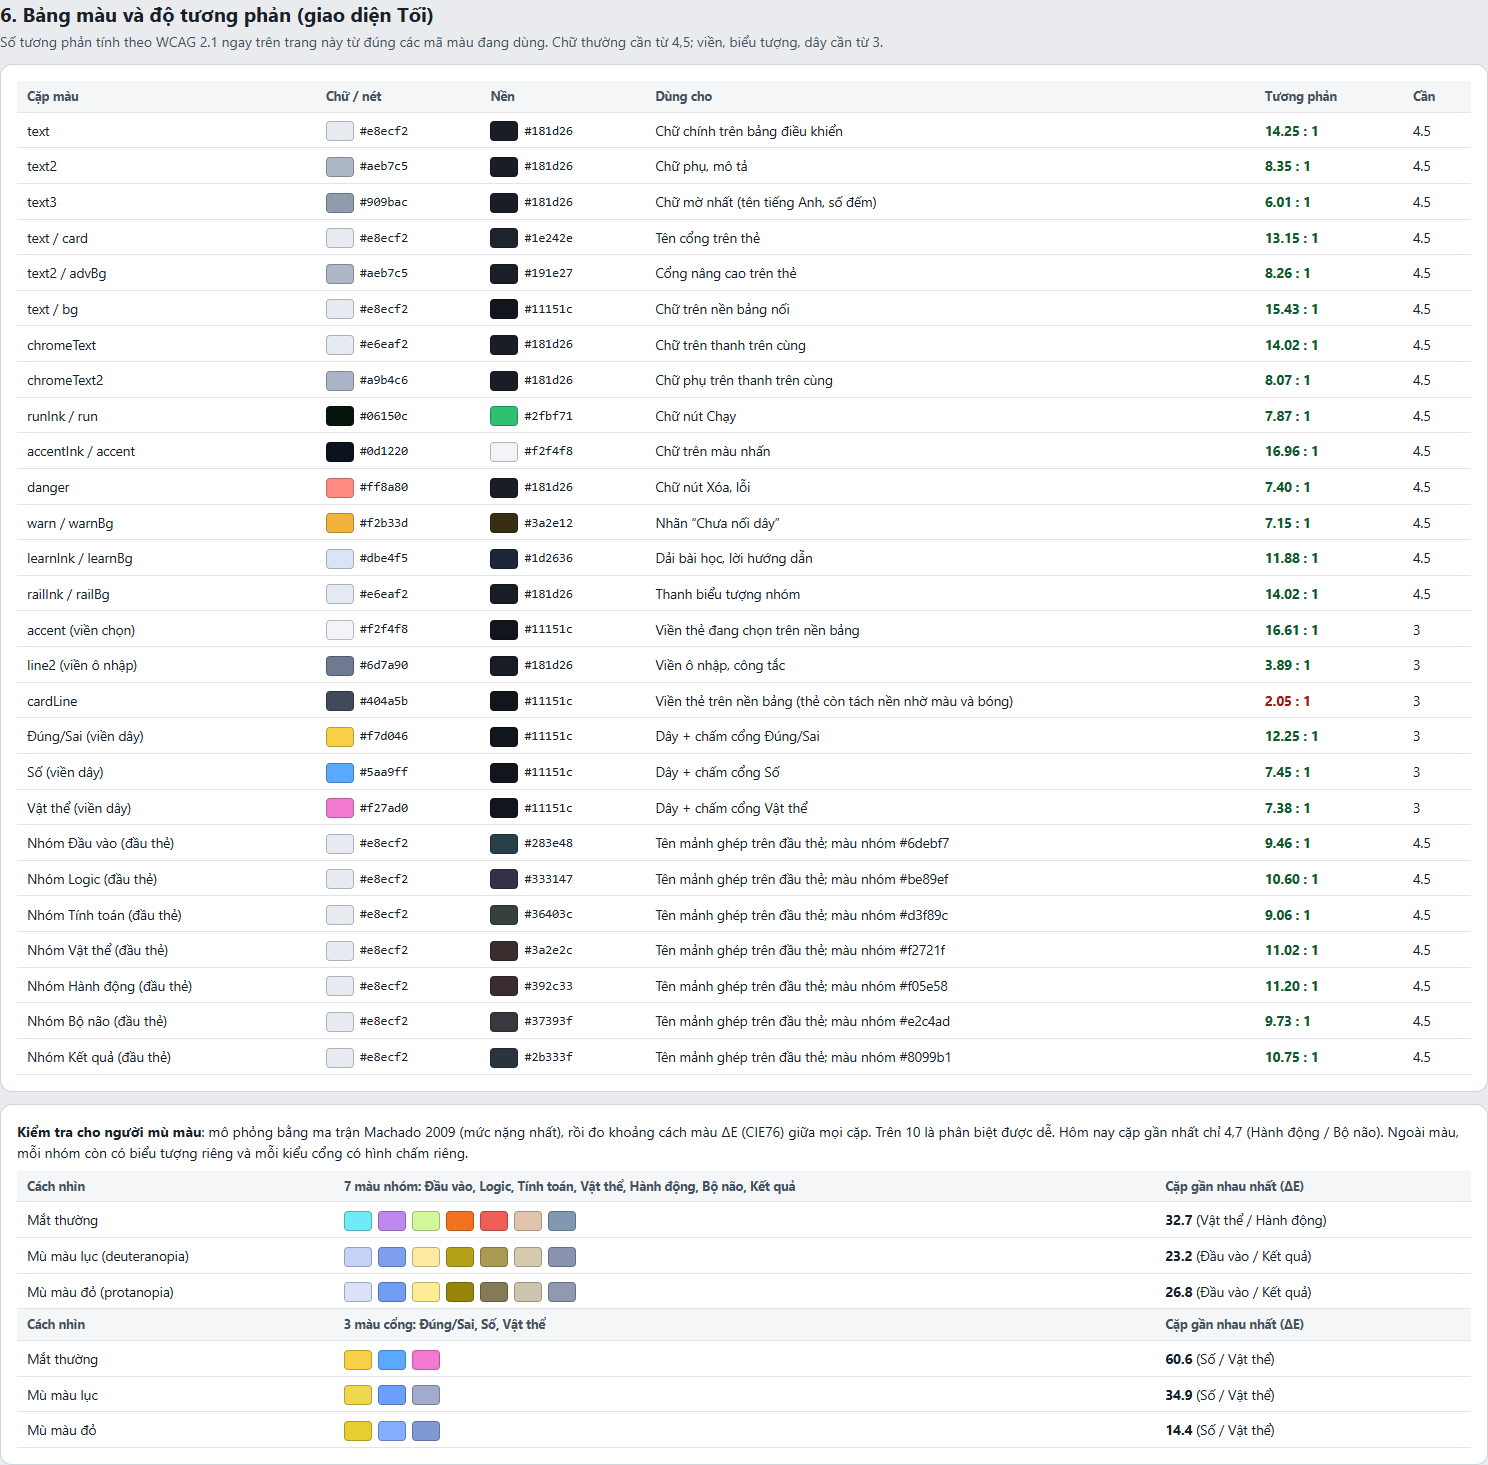 6. Bảng màu và độ tương phản (giao diện Tối)
Số tương phản tính theo WCAG 2.1 ngay trên trang này từ đúng các mã màu đang dùng. Chữ thường cần từ 4,5; viền, biểu tượng, dây cần từ 3.
Cặp màu Chữ / nét Nền Dùng cho Tương phản Cần
text #e8ecf2 #181d26 Chữ chính trên bảng điều khiển 14.25 : 1 4.5
text2 #aeb7c5 #181d26 Chữ phụ, mô tả 8.35 : 1 4.5
text3 #909bac #181d26 Chữ mờ nhất (tên tiếng Anh, số đếm) 6.01 : 1 4.5
text / card #e8ecf2 #1e242e Tên cổng trên thẻ 13.15 : 1 4.5
text2 / advBg #aeb7c5 #191e27 Cổng nâng cao trên thẻ 8.26 : 1 4.5
text / bg #e8ecf2 #11151c Chữ trên nền bảng nối 15.43 : 1 4.5
chromeText #e6eaf2 #181d26 Chữ trên thanh trên cùng 14.02 : 1 4.5
chromeText2 #a9b4c6 #181d26 Chữ phụ trên thanh trên cùng 8.07 : 1 4.5
runInk / run #06150c #2fbf71 Chữ nút Chạy 7.87 : 1 4.5
accentInk / accent #0d1220 #f2f4f8 Chữ trên màu nhấn 16.96 : 1 4.5
danger #ff8a80 #181d26 Chữ nút Xóa, lỗi 7.40 : 1 4.5
warn / warnBg #f2b33d #3a2e12 Nhãn “Chưa nối dây” 7.15 : 1 4.5
learnInk / learnBg #dbe4f5 #1d2636 Dải bài học, lời hướng dẫn 11.88 : 1 4.5
railInk / railBg #e6eaf2 #181d26 Thanh biểu tượng nhóm 14.02 : 1 4.5
accent (viền chọn) #f2f4f8 #11151c Viền thẻ đang chọn trên nền bảng 16.61 : 1 3
line2 (viền ô nhập) #6d7a90 #181d26 Viền ô nhập, công tắc 3.89 : 1 3
cardLine #404a5b #11151c Viền thẻ trên nền bảng (thẻ còn tách nền nhờ màu và bóng) 2.05 : 1 3
Đúng/Sai (viền dây) #f7d046 #11151c Dây + chấm cổng Đúng/Sai 12.25 : 1 3
Số (viền dây) #5aa9ff #11151c Dây + chấm cổng Số 7.45 : 1 3
Vật thể (viền dây) #f27ad0 #11151c Dây + chấm cổng Vật thể 7.38 : 1 3
Nhóm Đầu vào (đầu thẻ) #e8ecf2 #283e48 Tên mảnh ghép trên đầu thẻ; màu nhóm #6debf7 9.46 : 1 4.5
Nhóm Logic (đầu thẻ) #e8ecf2 #333147 Tên mảnh ghép trên đầu thẻ; màu nhóm #be89ef 10.60 : 1 4.5
Nhóm Tính toán (đầu thẻ) #e8ecf2 #36403c Tên mảnh ghép trên đầu thẻ; màu nhóm #d3f89c 9.06 : 1 4.5
Nhóm Vật thể (đầu thẻ) #e8ecf2 #3a2e2c Tên mảnh ghép trên đầu thẻ; màu nhóm #f2721f 11.02 : 1 4.5
Nhóm Hành động (đầu thẻ) #e8ecf2 #392c33 Tên mảnh ghép trên đầu thẻ; màu nhóm #f05e58 11.20 : 1 4.5
Nhóm Bộ não (đầu thẻ) #e8ecf2 #37393f Tên mảnh ghép trên đầu thẻ; màu nhóm #e2c4ad 9.73 : 1 4.5
Nhóm Kết quả (đầu thẻ) #e8ecf2 #2b333f Tên mảnh ghép trên đầu thẻ; màu nhóm #8099b1 10.75 : 1 4.5
Kiểm tra cho người mù màu: mô phỏng bằng ma trận Machado 2009 (mức nặng nhất), rồi đo khoảng cách màu ΔE (CIE76) giữa mọi cặp. Trên 10 là phân biệt được dễ. Hôm nay cặp gần nhất chỉ 4,7 (Hành động / Bộ não). Ngoài màu,
mỗi nhóm còn có biểu tượng riêng và mỗi kiểu cổng có hình chấm riêng.
Cách nhìn 7 màu nhóm: Đầu vào, Logic, Tính toán, Vật thể, Hành động, Bộ não, Kết quả Cặp gần nhau nhất (ΔE)
Mắt thường 32.7 (Vật thể / Hành động)
Mù màu lục (deuteranopia) 23.2 (Đầu vào / Kết quả)
Mù màu đỏ (protanopia) 26.8 (Đầu vào / Kết quả)
Cách nhìn 3 màu cổng: Đúng/Sai, Số, Vật thể Cặp gần nhau nhất (ΔE)
Mắt thường 60.6 (Số / Vật thể)
Mù màu lục 34.9 (Số / Vật thể)
Mù màu đỏ 14.4 (Số / Vật thể)